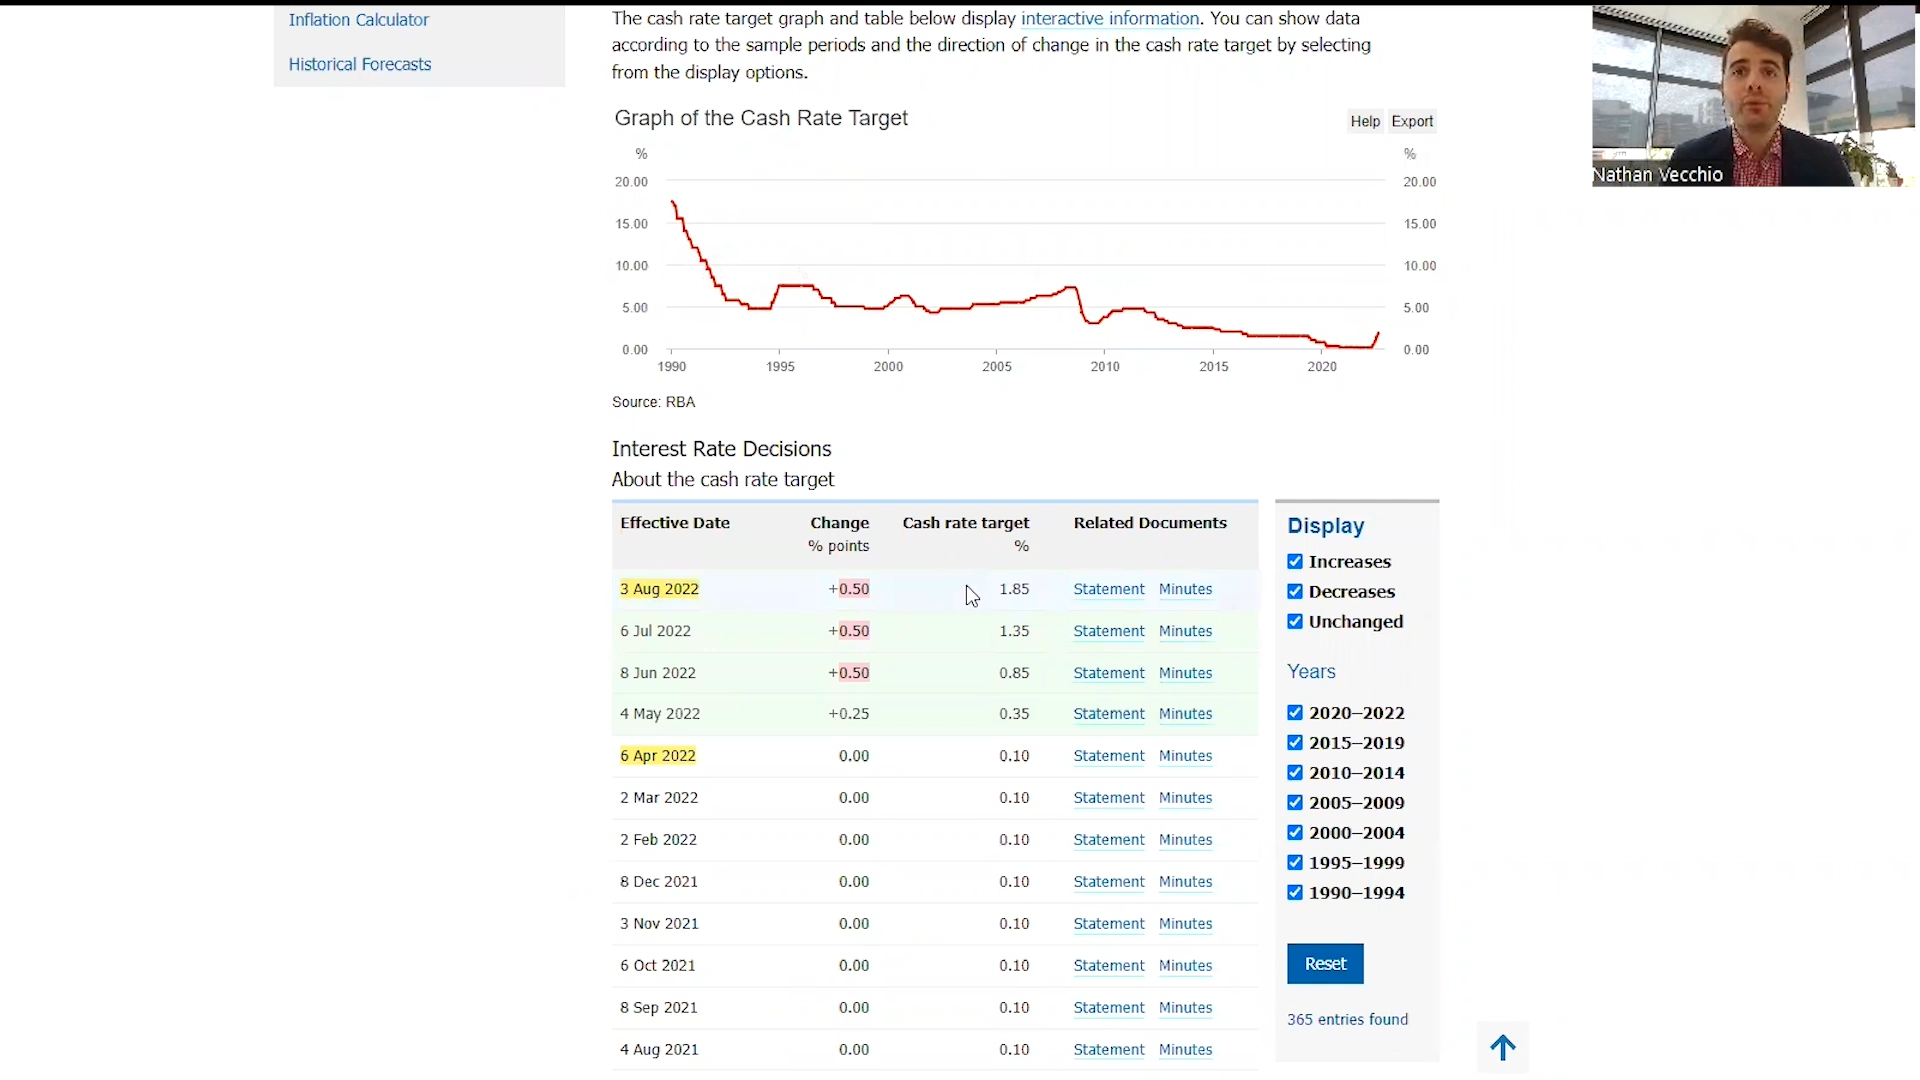 Inflation Calculator
Historical Forecasts
The cash rate target graph and table below display interactive information. You can show data
according to the sample periods and the direction of change in the cash rate target by selecting
from the display options.
Graph of the Cash Rate Target
Help Export
% %
20.00 20.00
15.00 15.00
10.00 10.00
5.00 5.00
0.00 0.00
1990 1995 2000 2005 2010 2015 2020
Source: RBA
Nathan Vecchio
Interest Rate Decisions
About the cash rate target
Effective Date Change Cash rate target Related Documents
% points %
3 Aug 2022 +0.50 1.85 Statement Minutes
6 Jul 2022 +0.50 1.35 Statement Minutes
8 Jun 2022 +0.50 0.85 Statement Minutes
4 May 2022 +0.25 0.35 Statement Minutes
6 Apr 2022 0.00 0.10 Statement Minutes
2 Mar 2022 0.00 0.10 Statement Minutes
2 Feb 2022 0.00 0.10 Statement Minutes
8 Dec 2021 0.00 0.10 Statement Minutes
3 Nov 2021 0.00 0.10 Statement Minutes
6 Oct 2021 0.00 0.10 Statement Minutes
8 Sep 2021 0.00 0.10 Statement Minutes
4 Aug 2021 0.00 0.10 Statement Minutes
Display
Increases
Decreases
Unchanged
Years
2020–2022
2015–2019
2010–2014
2005–2009
2000–2004
1995–1999
1990–1994
Reset
365 entries found